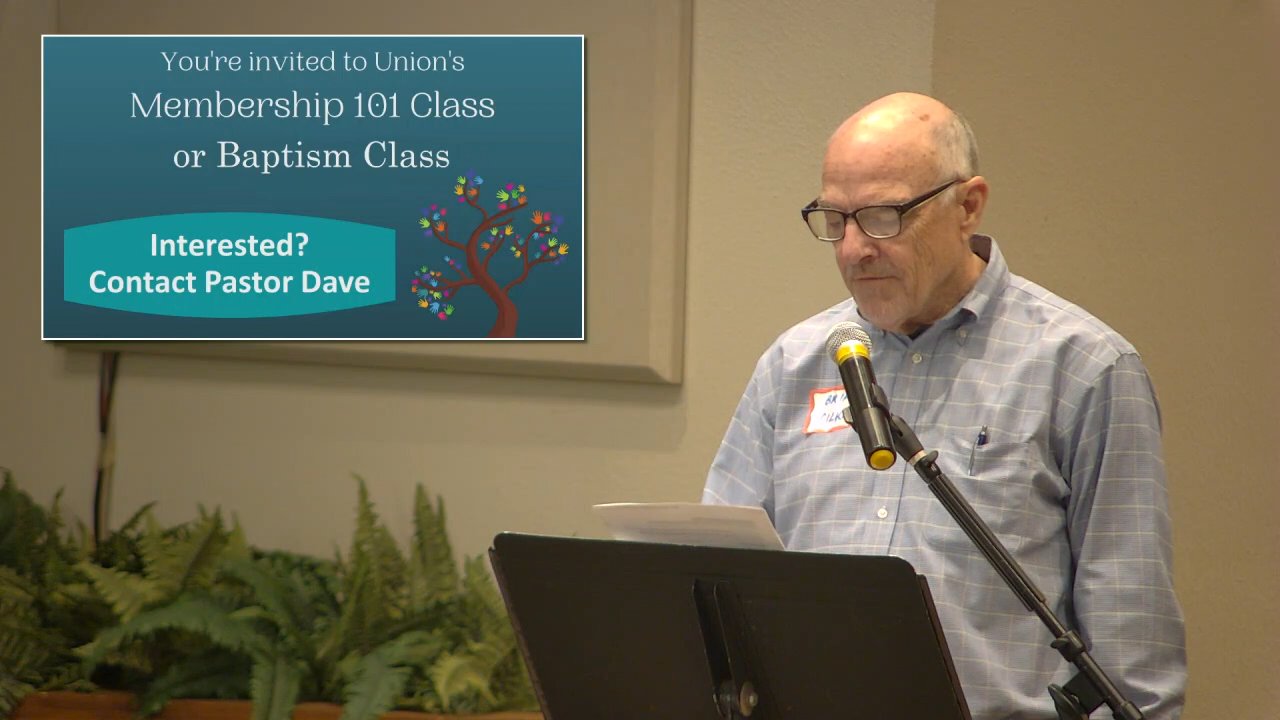 You're invited to Union's
Membership 101 Class
or Baptism Class
Interested?
Contact Pastor Dave